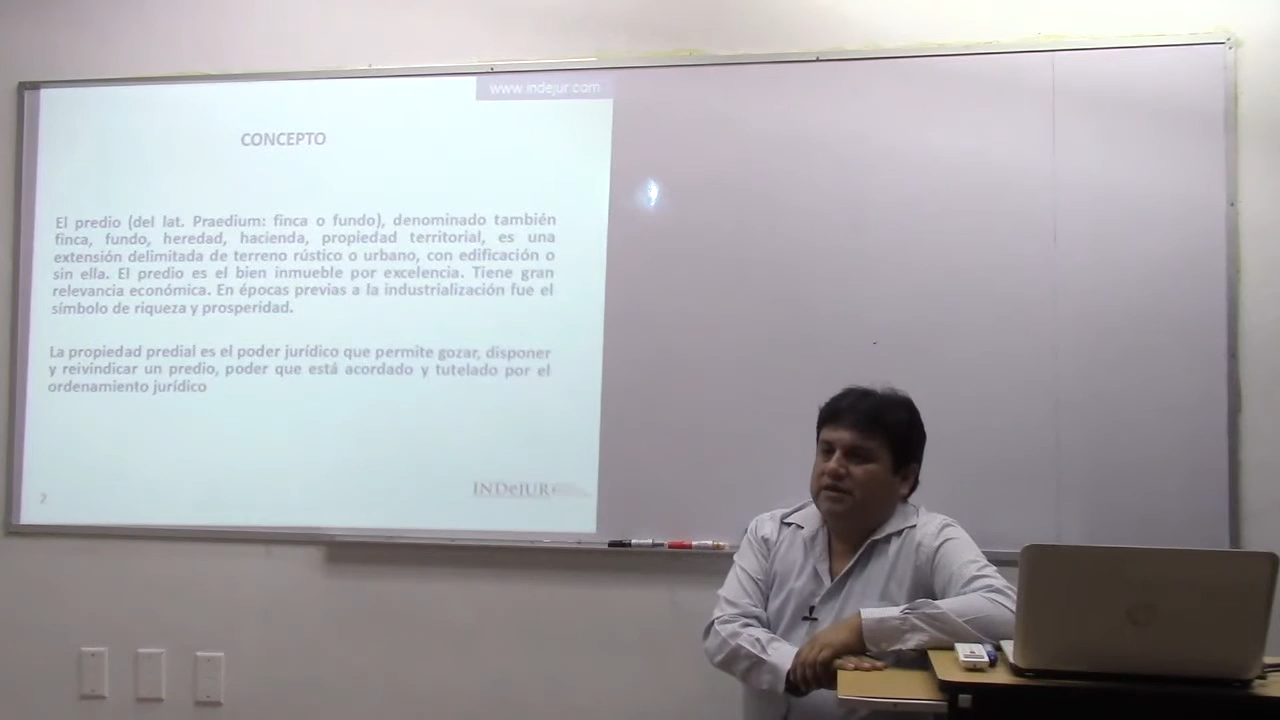 www.indejur.com
CONCEPTO
El predio (del lat. Praedium: finca o fundo), denominado también
finca, fundo, heredad, hacienda, propiedad territorial, es una
extensión delimitada de terreno rústico o urbano, con edificación o
sin ella. El predio es el bien inmueble por excelencia. Tiene gran
relevancia económica. En épocas previas a la industrialización fue el
símbolo de riqueza y prosperidad.
La propiedad predial es el poder jurídico que permite gozar, disponer
y reivindicar un predio, poder que está acordado y tutelado por el
ordenamiento jurídico
INDeJUR
2